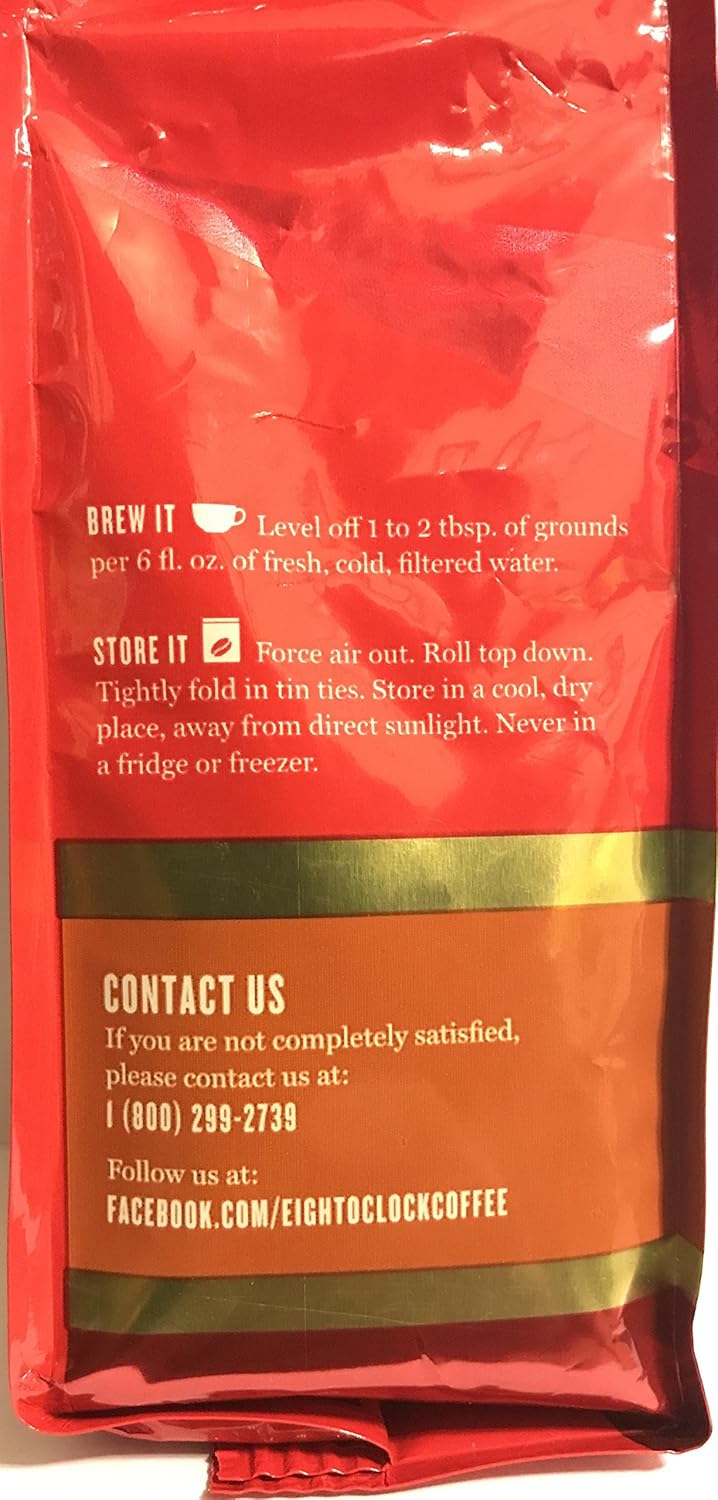 BREW IT Level off 1 to 2 tbsp. of grounds
per 6 fl. oz. of fresh, cold, filtered water.
STORE IT Force air out. Roll top down.
Tightly fold in tin ties. Store in a cool, dry
place, away from direct sunlight. Never in
a fridge or freezer.
CONTACT US
If you are not completely satisfied,
please contact us at:
1 (800) 299-2739
Follow us at:
FACEBOOK.COM/EIGHTOCLOCKCOFFEE